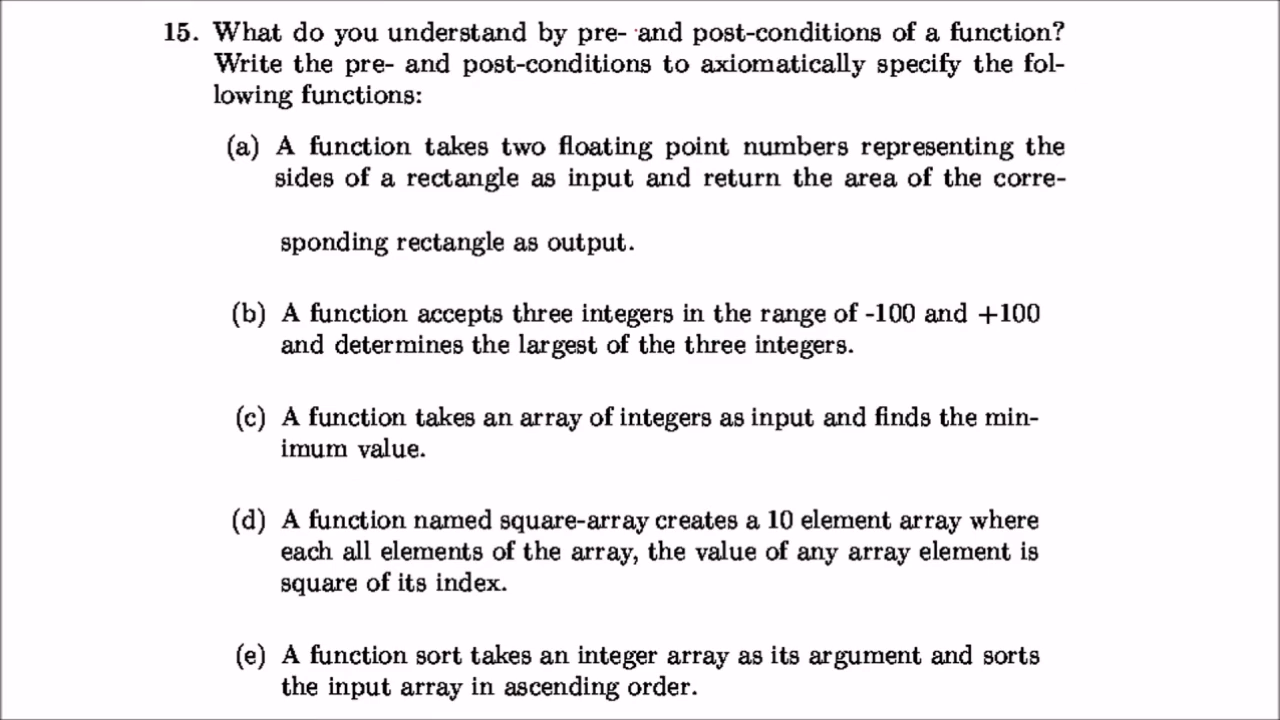 15. What do you understand by pre- and post-conditions of a function?
Write the pre- and post-conditions to axiomatically specify the fol-
lowing functions:
(a) A function takes two floating point numbers representing the
sides of a rectangle as input and return the area of the corre-
sponding rectangle as output.
(b) A function accepts three integers in the range of -100 and +100
and determines the largest of the three integers.
(c) A function takes an array of integers as input and finds the min-
imum value.
(d) A function named square-array creates a 10 element array where
each all elements of the array, the value of any array element is
square of its index.
(e) A function sort takes an integer array as its argument and sorts
the input array in ascending order.